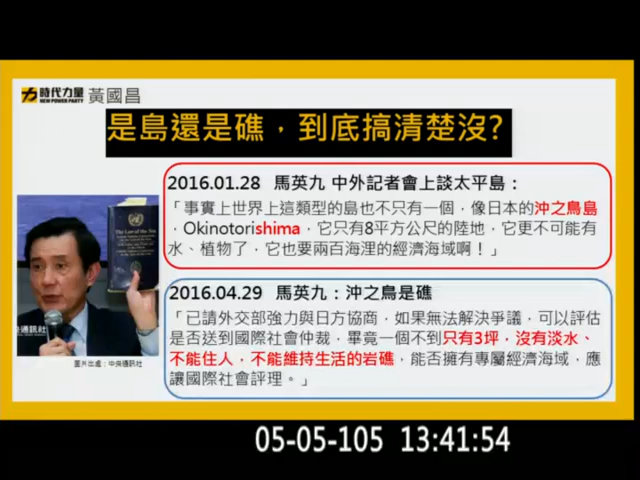 時代力量 黃國昌
NEW POWER PARTY
是島還是礁，到底搞清楚沒?
2016.01.28 馬英九 中外記者會上談太平島：
「事實上世界上這類型的島也不只有一個，像日本的沖之鳥島
，Okinotorishima，它只有8平方公尺的陸地，它更不可能有
水、植物了，它也要兩百海浬的經濟海域啊！」
The Law of the Sea
央通訊社
圖片出處：中央通訊社
2016.04.29 馬英九：沖之鳥是礁
「已請外交部強力與日方協商，如果無法解決爭議，可以評估
是否送到國際社會仲裁，畢竟一個不到只有3坪，沒有淡水、
不能住人，不能維持生活的岩礁，能否擁有專屬經濟海域，應
讓國際社會評理。」
05-05-105 13:41:54